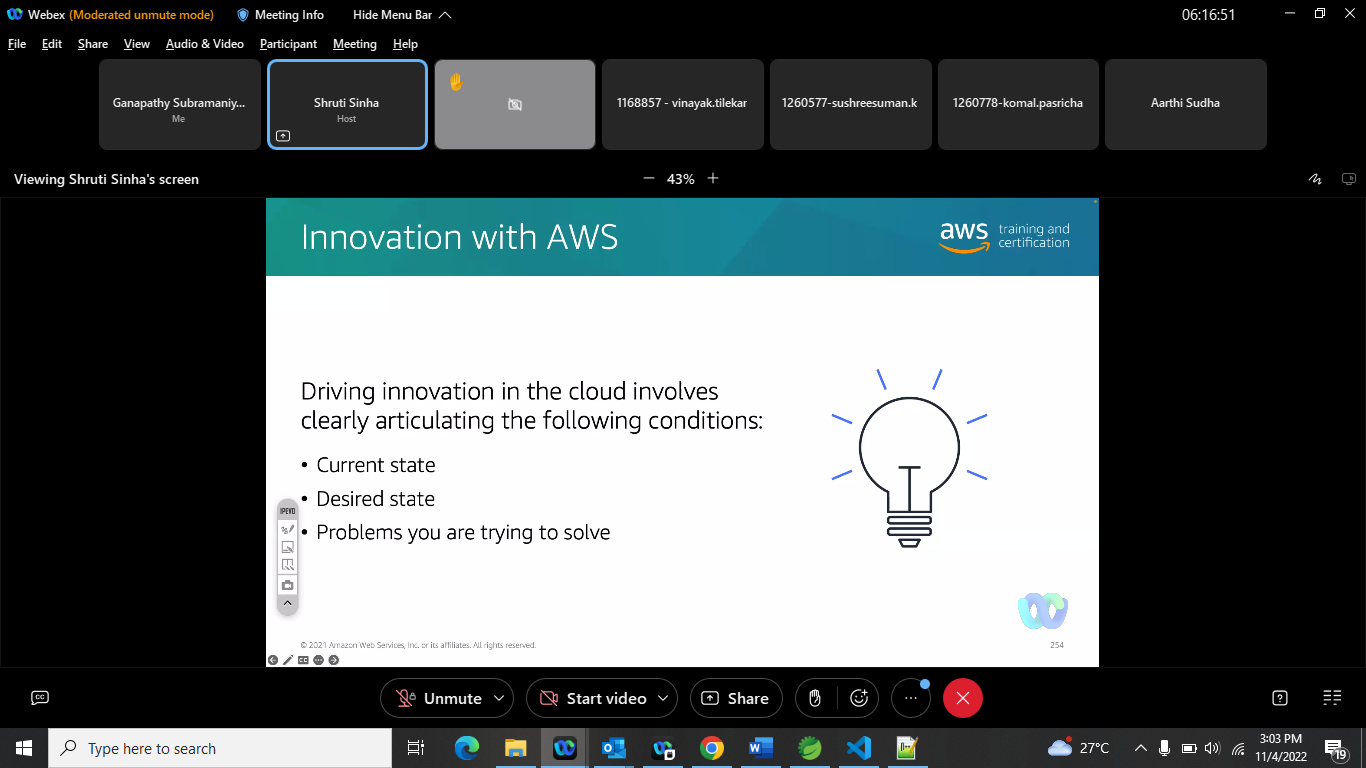 Webex (Moderated unmute mode) Meeting Info Hide Menu Bar 06:16:51
File Edit Share View Audio & Video Participant Meeting Help
Ganapathy Subramaniy...
Me
Shruti Sinha
Host
1168857 - vinayak.tilekar
1260577-sushreesuman.k
1260778-komal.pasricha
Aarthi Sudha
Viewing Shruti Sinha's screen
43%
Innovation with AWS
aws training and
certification
Driving innovation in the cloud involves
clearly articulating the following conditions:
• Current state
• Desired state
• Problems you are trying to solve
IPEVO
© 2021 Amazon Web Services, Inc. or its affiliates. All rights reserved.
254
CC
Unmute
Start video
Share
Type here to search
27°C
3:03 PM
11/4/2022
19